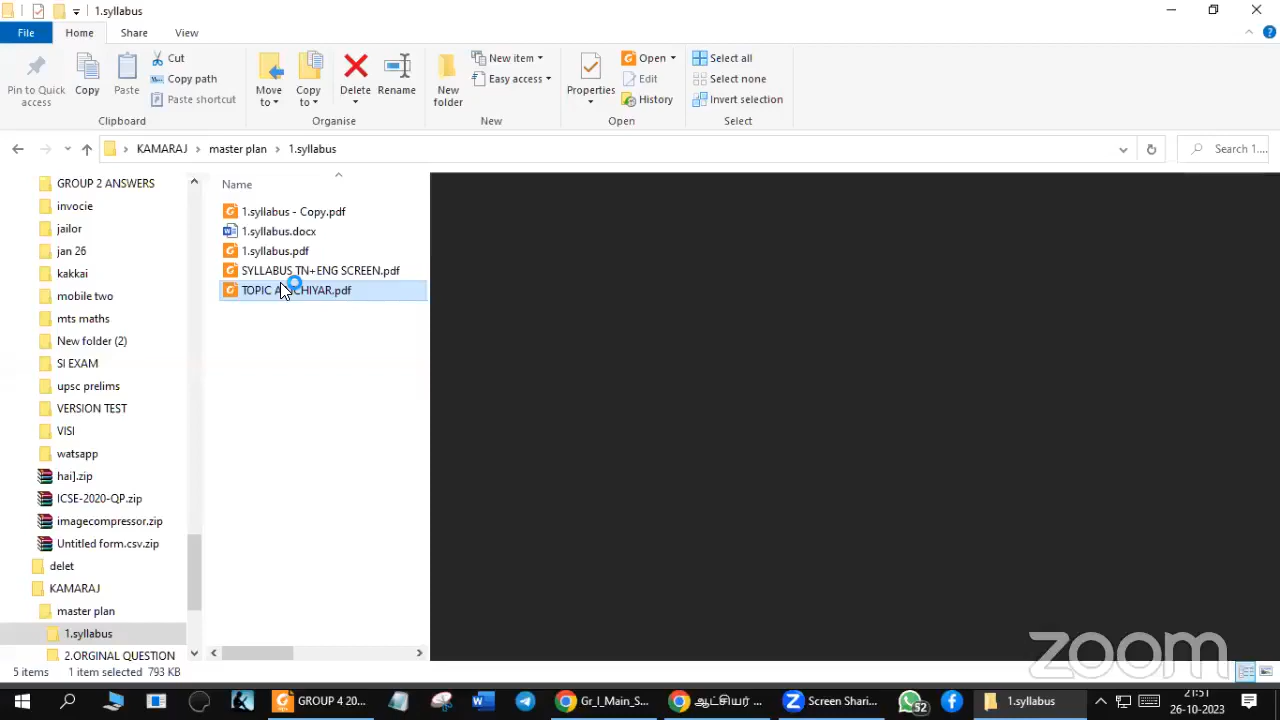 1.syllabus
File Home Share View
Pin to Quick access
Copy
Paste
Cut
Copy path
Paste shortcut
Clipboard
Move to
Copy to
Delete
Rename
Organise
New folder
New item
Easy access
New
Properties
Open
Edit
History
Open
Select all
Select none
Invert selection
Select
KAMARAJ > master plan > 1.syllabus
Search 1....
GROUP 2 ANSWERS
invocie
jailor
jan 26
kakkai
mobile two
mts maths
New folder (2)
SI EXAM
upsc prelims
VERSION TEST
VISI
watsapp
hai].zip
ICSE-2020-QP.zip
imagecompressor.zip
Untitled form.csv.zip
delet
KAMARAJ
master plan
1.syllabus
2.ORGINAL QUESTION
Name
1.syllabus - Copy.pdf
1.syllabus.docx
1.syllabus.pdf
SYLLABUS TN+ENG SCREEN.pdf
TOPIC
5 items 1 item selected 793 KB
zoom
GROUP 4 20...
Gr_I_Main_S...
ஆட்சியர் ...
Screen Shari...
52
1.syllabus
21:51
26-10-2023